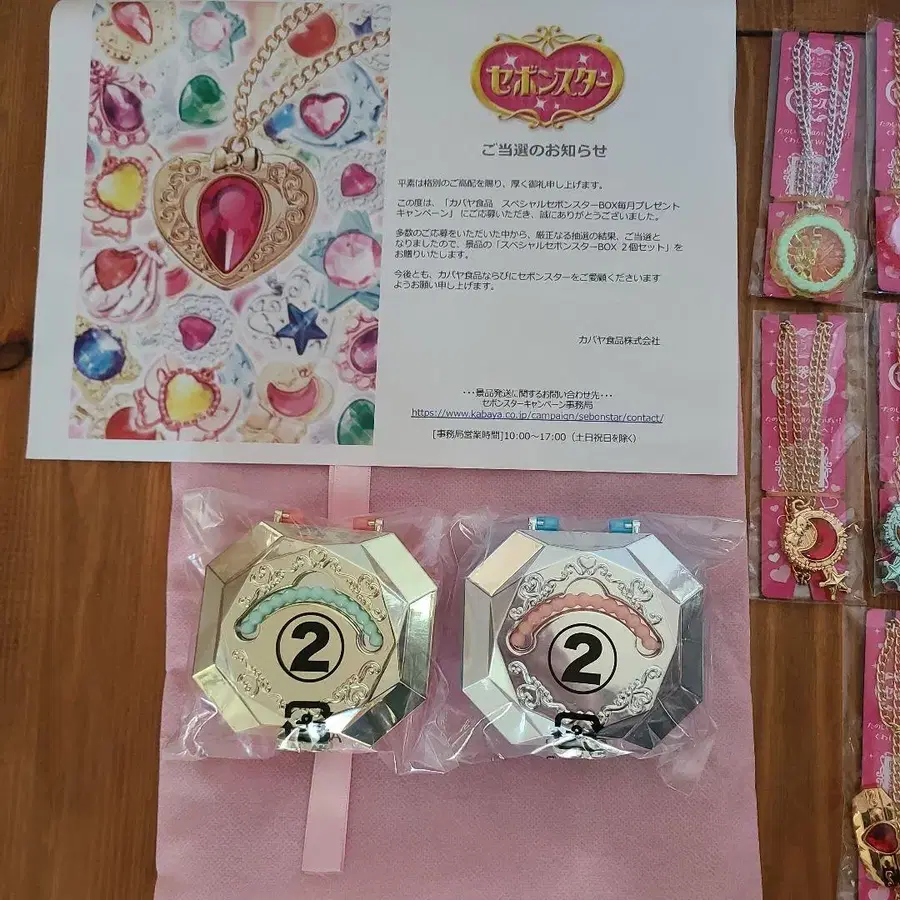 セボンスター
ご当選のお知らせ
平素は格別のご高配を賜り、厚く御礼申し上げます。
この度は、「カバヤ食品　スペシャルセボンスターBOX毎月プレゼント
キャンペーン」にご応募いただき、誠にありがとうございました。
多数のご応募をいただいた中から、厳正なる抽選の結果、ご当選と
なりましたので、景品の「スペシャルセボンスターBOX ２個セット」を
お贈りいたします。
今後とも、カバヤ食品ならびにセボンスターをご愛顧くださいます
ようお願い申し上げます。
カバヤ食品株式会社
･･･景品発送に関するお問い合わせ先･･･
セボンスターキャンペーン事務局
https://www.kabaya.co.jp/campaign/sebonstar/contact/
[事務局営業時間]10:00～17:00（土日祝日を除く）
②
②